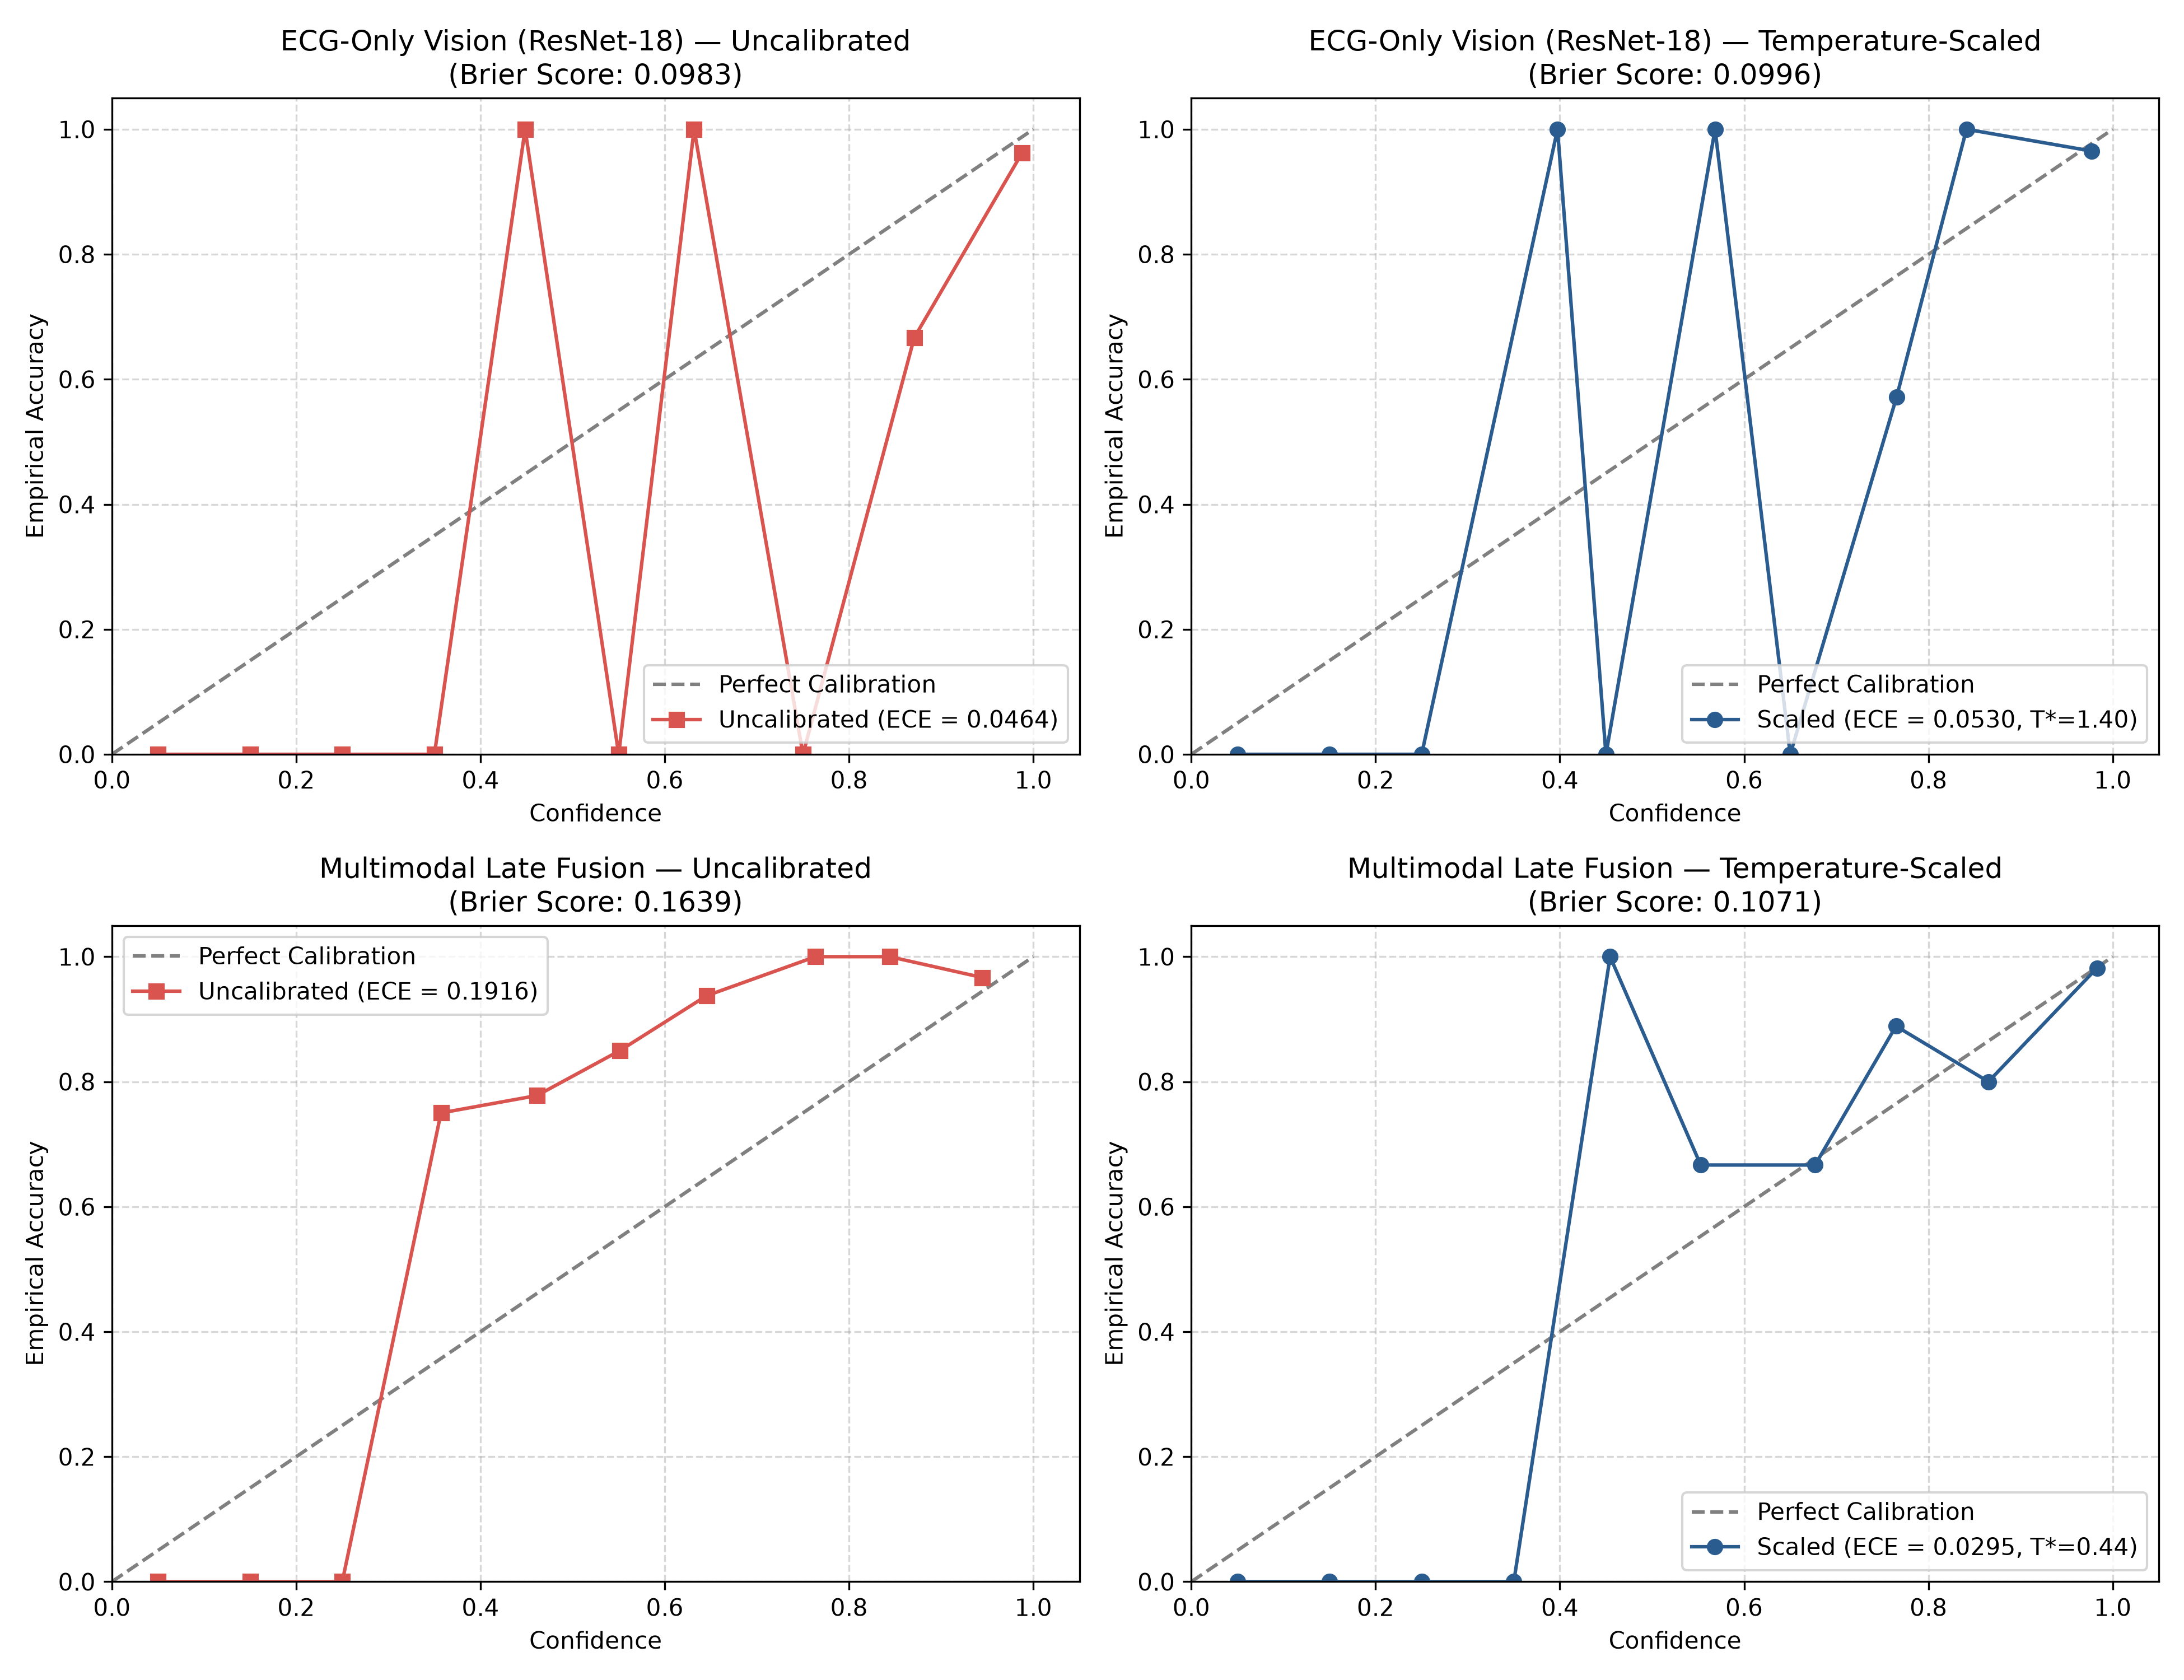 ECG-Only Vision (ResNet-18) — Uncalibrated
(Brier Score: 0.0983)
1.0
0.8
0.6
0.4
0.2
0.0
Empirical Accuracy
Perfect Calibration
Uncalibrated (ECE = 0.0464)
0.0 0.2 0.4 0.6 0.8 1.0
Confidence
ECG-Only Vision (ResNet-18) — Temperature-Scaled
(Brier Score: 0.0996)
1.0
0.8
0.6
0.4
0.2
0.0
Empirical Accuracy
Perfect Calibration
Scaled (ECE = 0.0530, T*=1.40)
0.0 0.2 0.4 0.6 0.8 1.0
Confidence
Multimodal Late Fusion — Uncalibrated
(Brier Score: 0.1639)
Perfect Calibration
Uncalibrated (ECE = 0.1916)
1.0
0.8
0.6
0.4
0.2
0.0
Empirical Accuracy
0.0 0.2 0.4 0.6 0.8 1.0
Confidence
Multimodal Late Fusion — Temperature-Scaled
(Brier Score: 0.1071)
1.0
0.8
0.6
0.4
0.2
0.0
Empirical Accuracy
Perfect Calibration
Scaled (ECE = 0.0295, T*=0.44)
0.0 0.2 0.4 0.6 0.8 1.0
Confidence